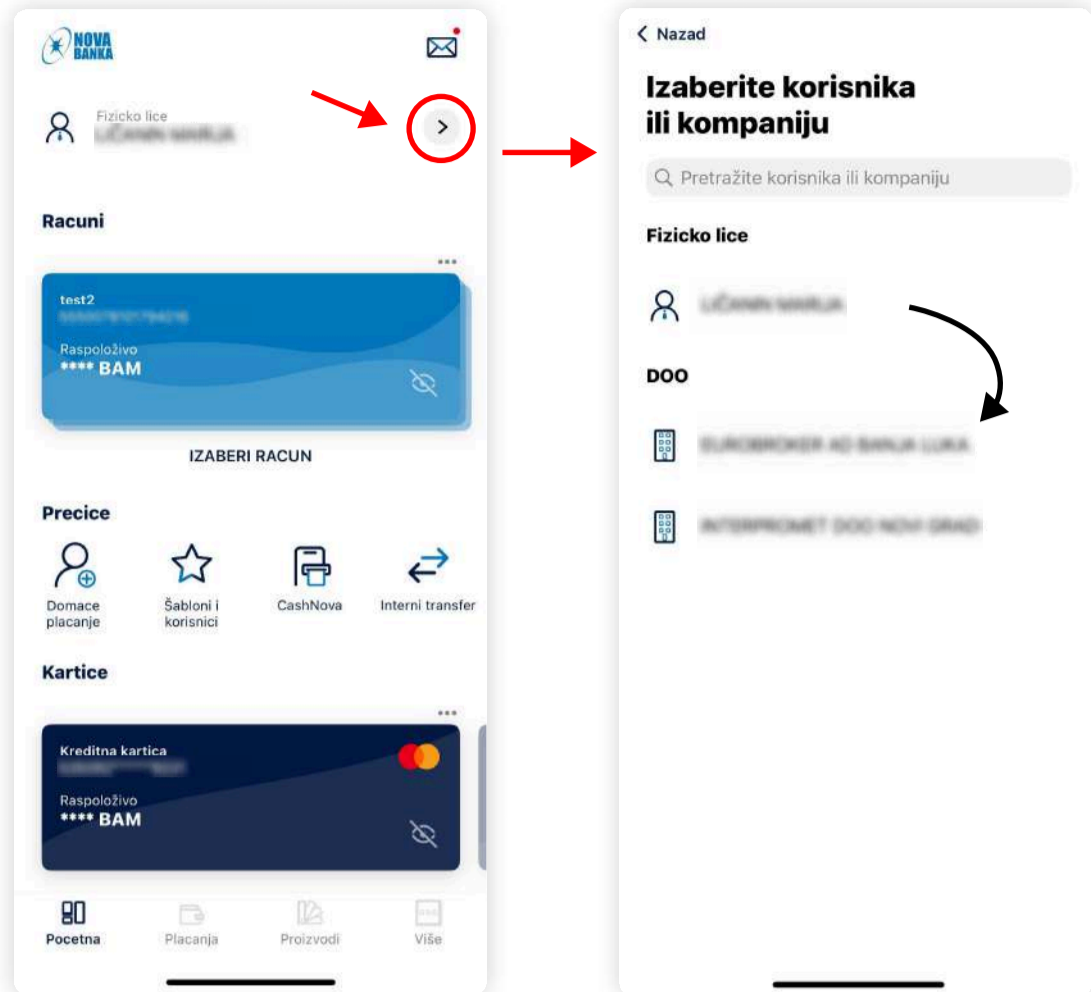 NOVA
BANKA
Fizicko lice
Racuni
test2
Raspoloživo
**** BAM
IZABERI RACUN
Precice
Domace
placanje
Šabloni i
korisnici
CashNova
Interni transfer
Kartice
Kreditna kartica
Raspoloživo
**** BAM
Pocetna
Placanja
Proizvodi
Više
Nazad
Izaberite korisnika
ili kompaniju
Pretražite korisnika ili kompaniju
Fizicko lice
DOO